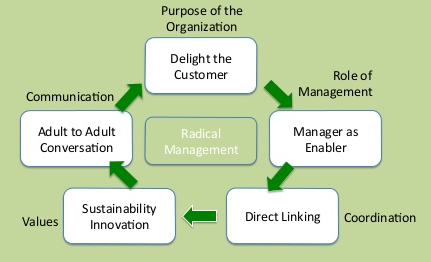 Purpose of the
Organization
Delight the
Customer
Role of
Management
Communication
Adult to Adult
Conversation
Radical
Management
Manager as
Enabler
Values
Sustainability
Innovation
Direct Linking
Coordination